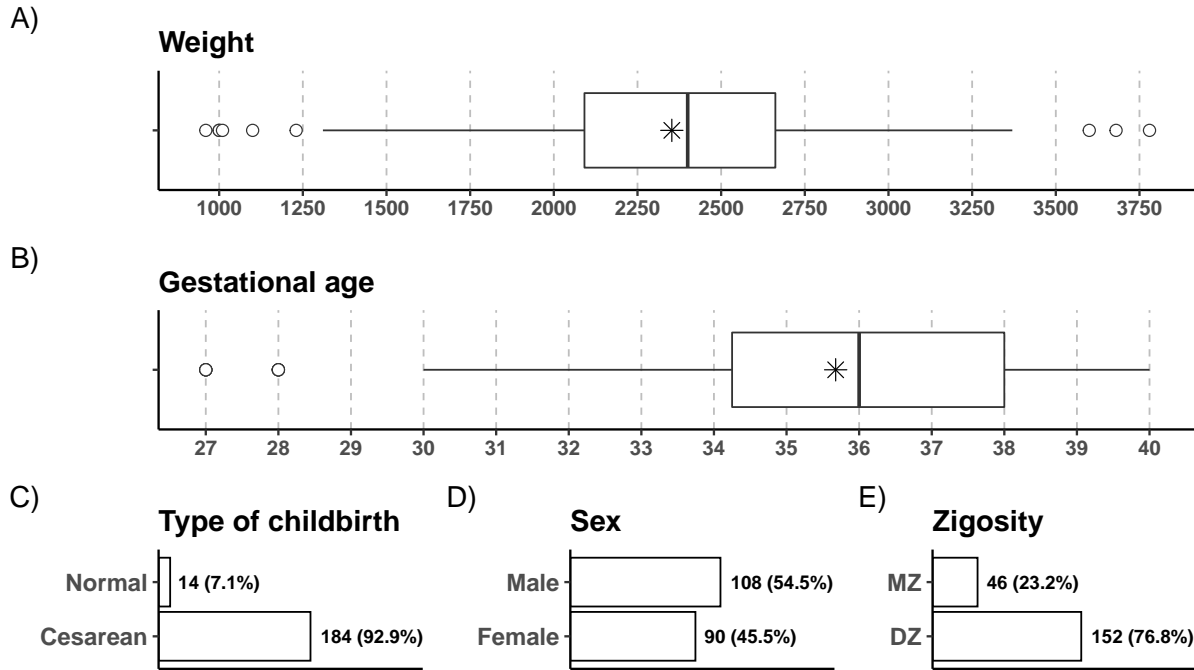 A)
Weight
1000 1250 1500 1750 2000 2250 2500 2750 3000 3250 3500 3750
B)
Gestational age
27 28 29 30 31 32 33 34 35 36 37 38 39 40
C)
Type of childbirth
Normal 14 (7.1%)
Cesarean 184 (92.9%)
D)
Sex
Male 108 (54.5%)
Female 90 (45.5%)
E)
Zigosity
MZ 46 (23.2%)
DZ 152 (76.8%)